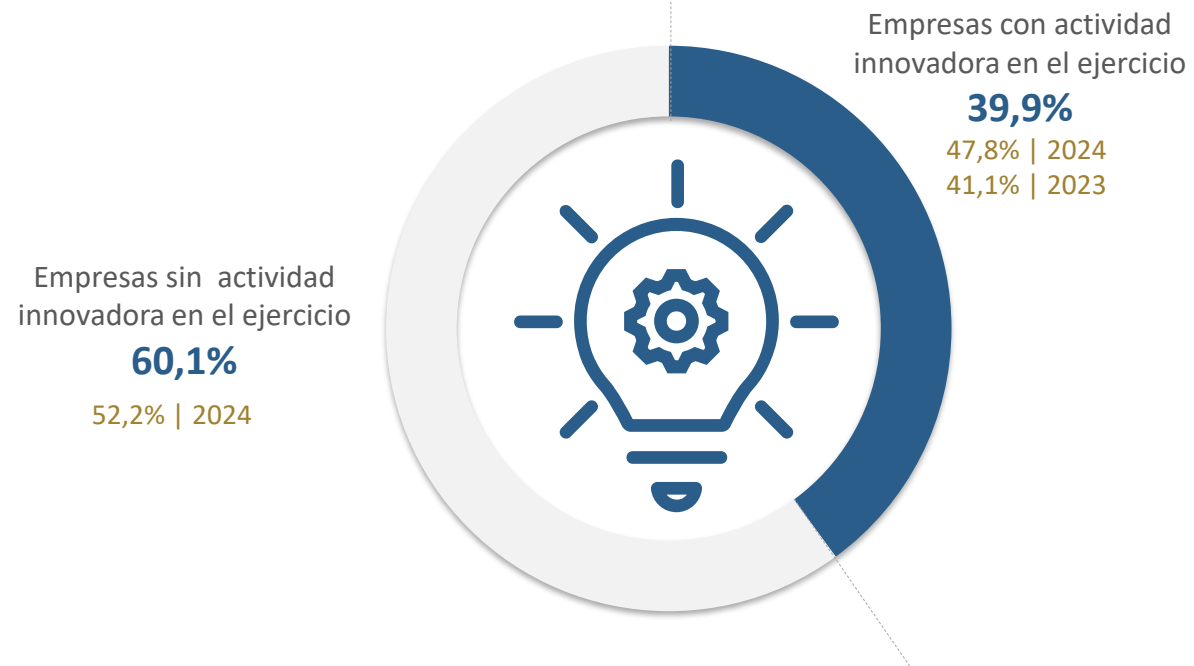 Empresas con actividad
innovadora en el ejercicio
39,9%
47,8% | 2024
41,1% | 2023
Empresas sin actividad
innovadora en el ejercicio
60,1%
52,2% | 2024